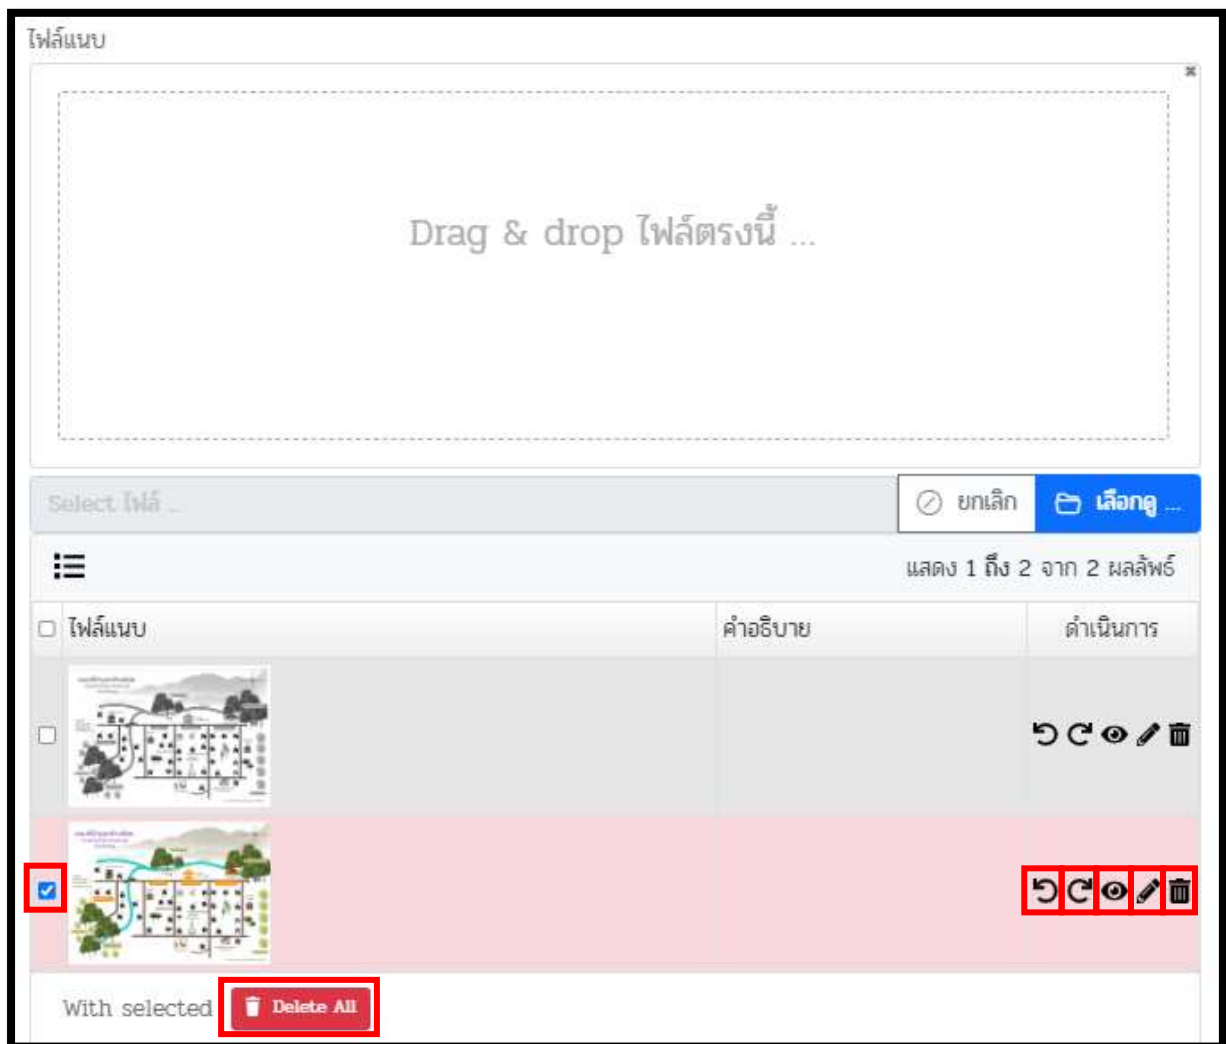 ไฟล์แนบ
Drag & drop ไฟล์ตรงนี้ ...
Select ไฟล์ ...
ยกเลิก
เลือกดู ...
แสดง 1 ถึง 2 จาก 2 ผลลัพธ์
ไฟล์แนบ คำอธิบาย ดำเนินการ
With selected Delete All